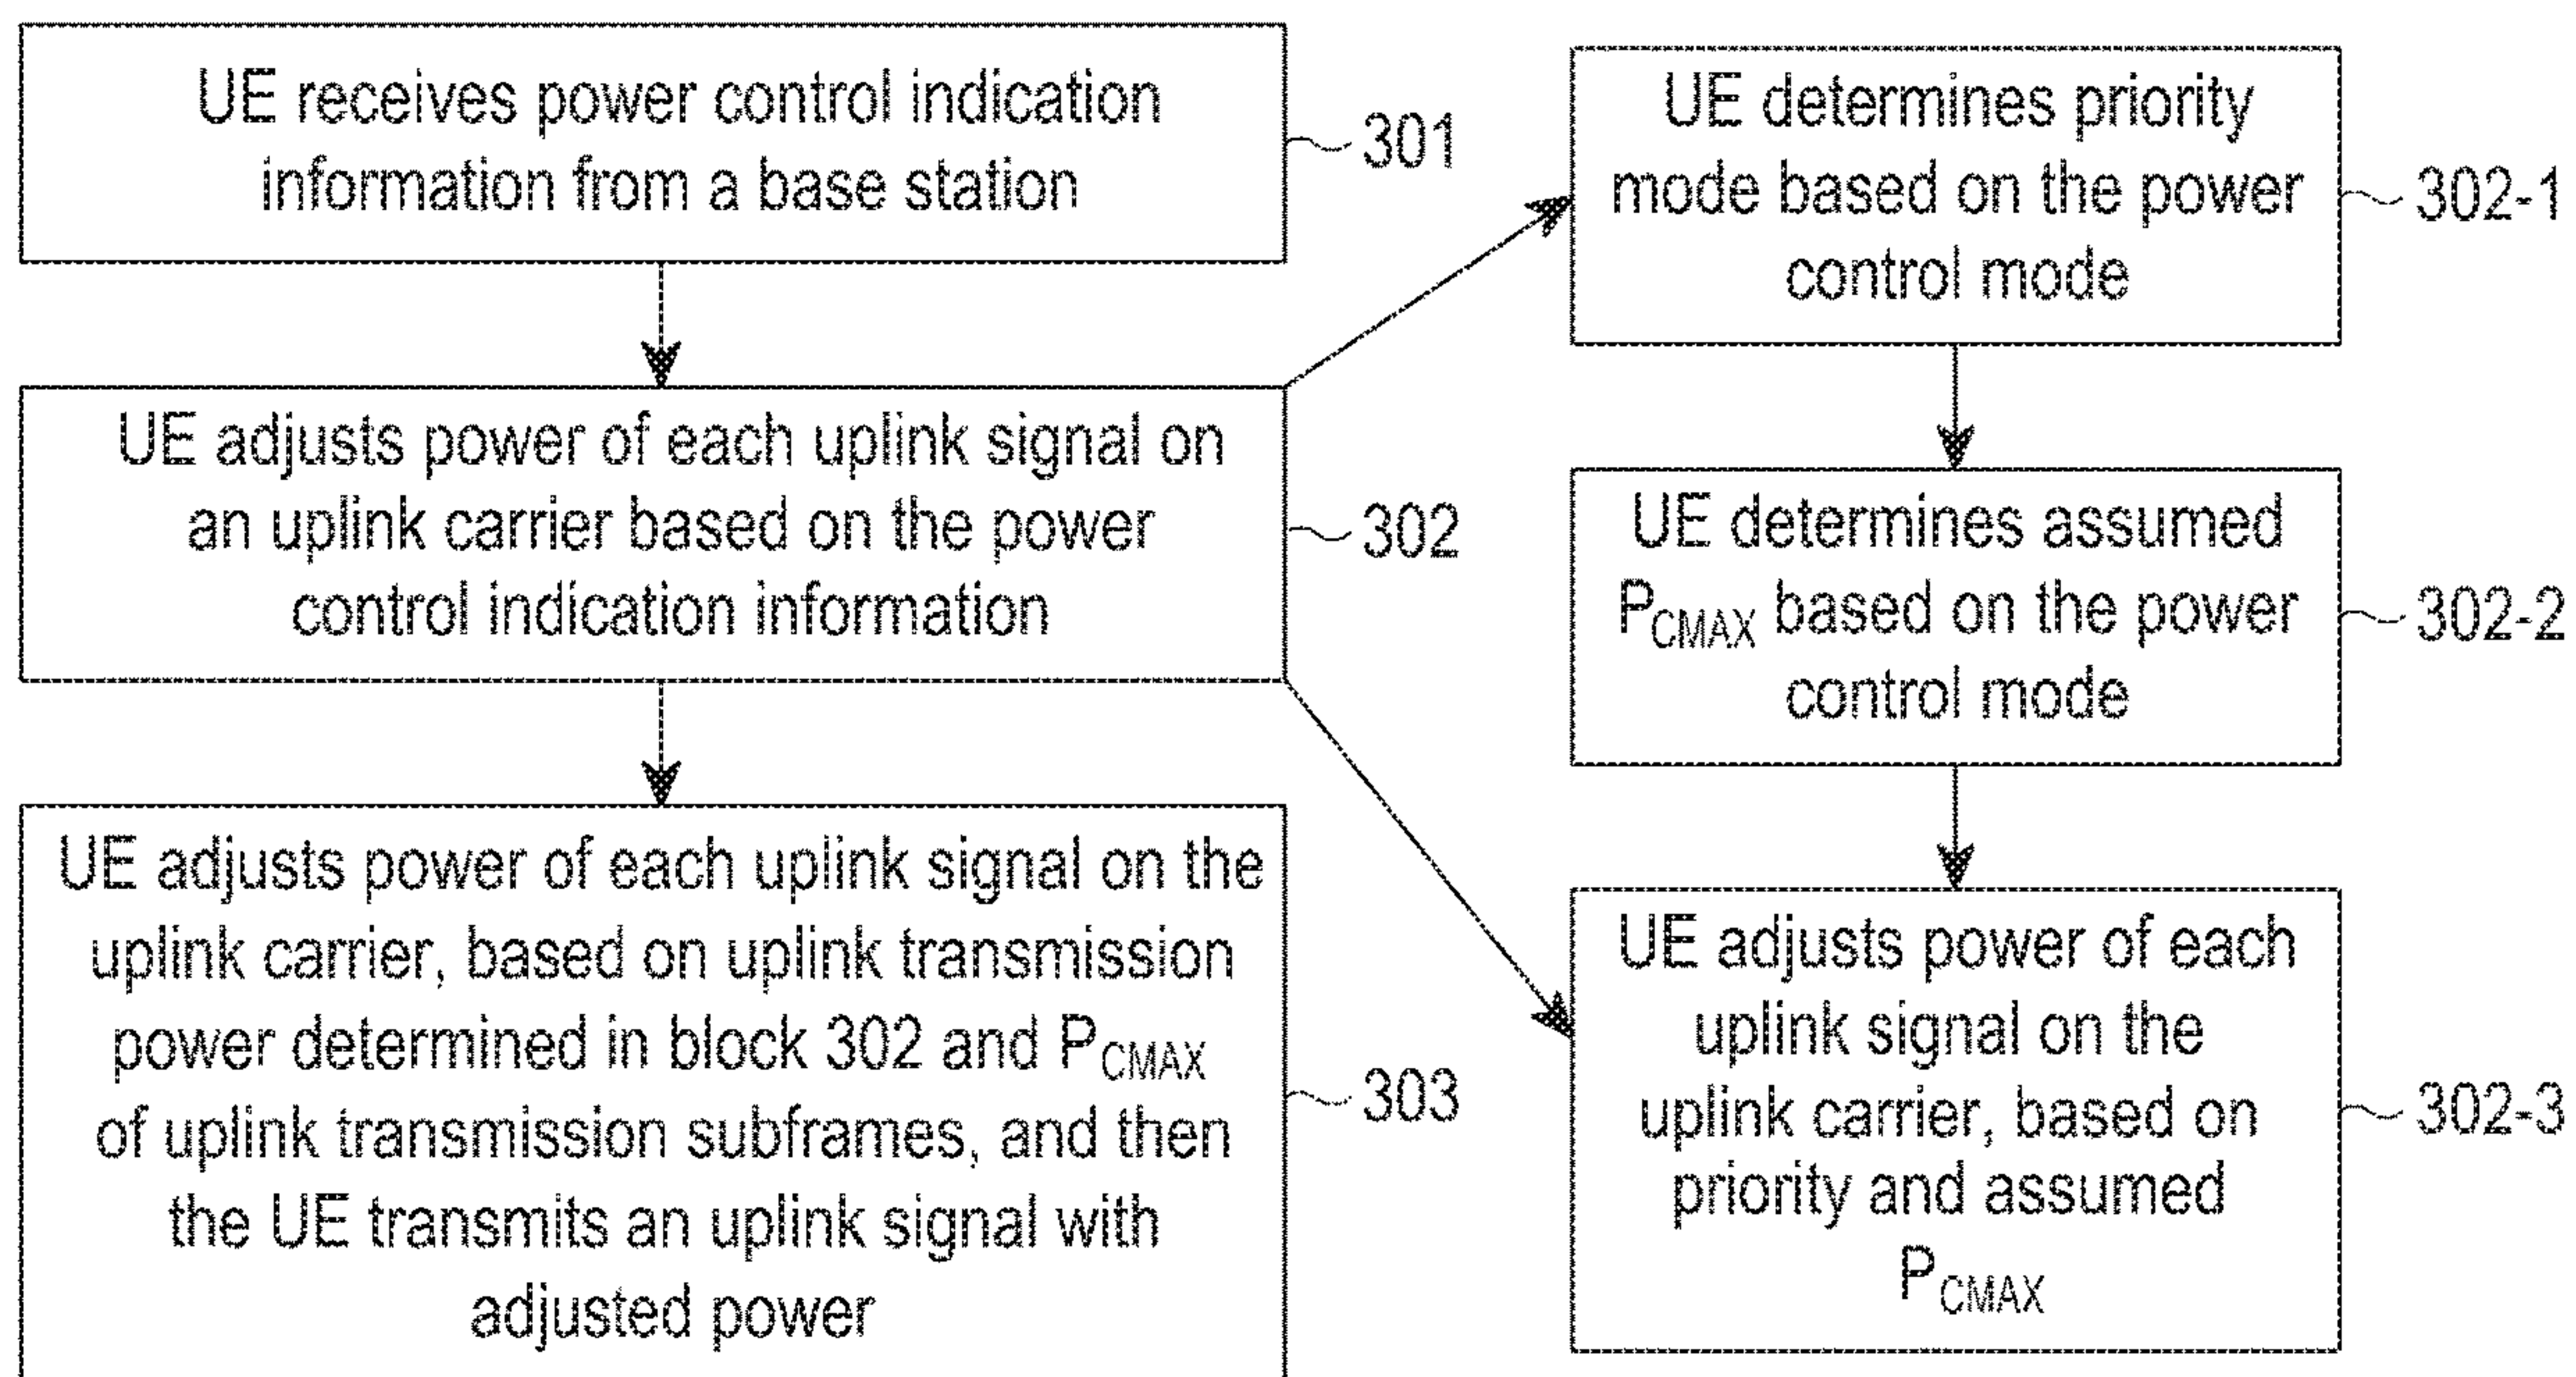 UE receives power control indication
information from a base station
301
UE adjusts power of each uplink signal on
an uplink carrier based on the power
control indication information
302
UE adjusts power of each uplink signal on the
uplink carrier, based on uplink transmission
power determined in block 302 and PCMAX
of uplink transmission subframes, and then
the UE transmits an uplink signal with
adjusted power
303
UE determines priority
mode based on the power
control mode
302-1
UE determines assumed
PCMAX based on the power
control mode
302-2
UE adjusts power of each
uplink signal on the
uplink carrier, based on
priority and assumed
PCMAX
302-3